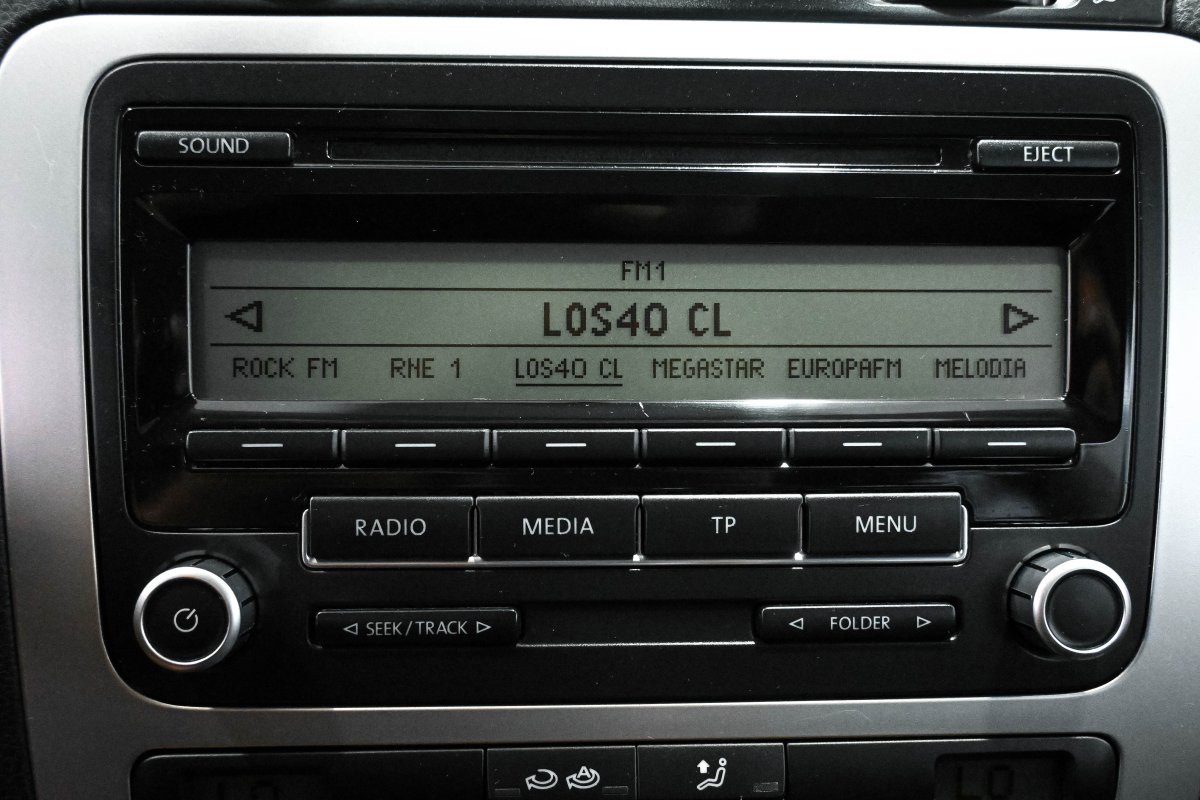 SOUND EJECT
FM1
LOS40 CL
ROCK FM RNE 1 LOS40 CL MEGASTAR EUROPAFM MELODIA
RADIO MEDIA TP MENU
SEEK/TRACK FOLDER
A